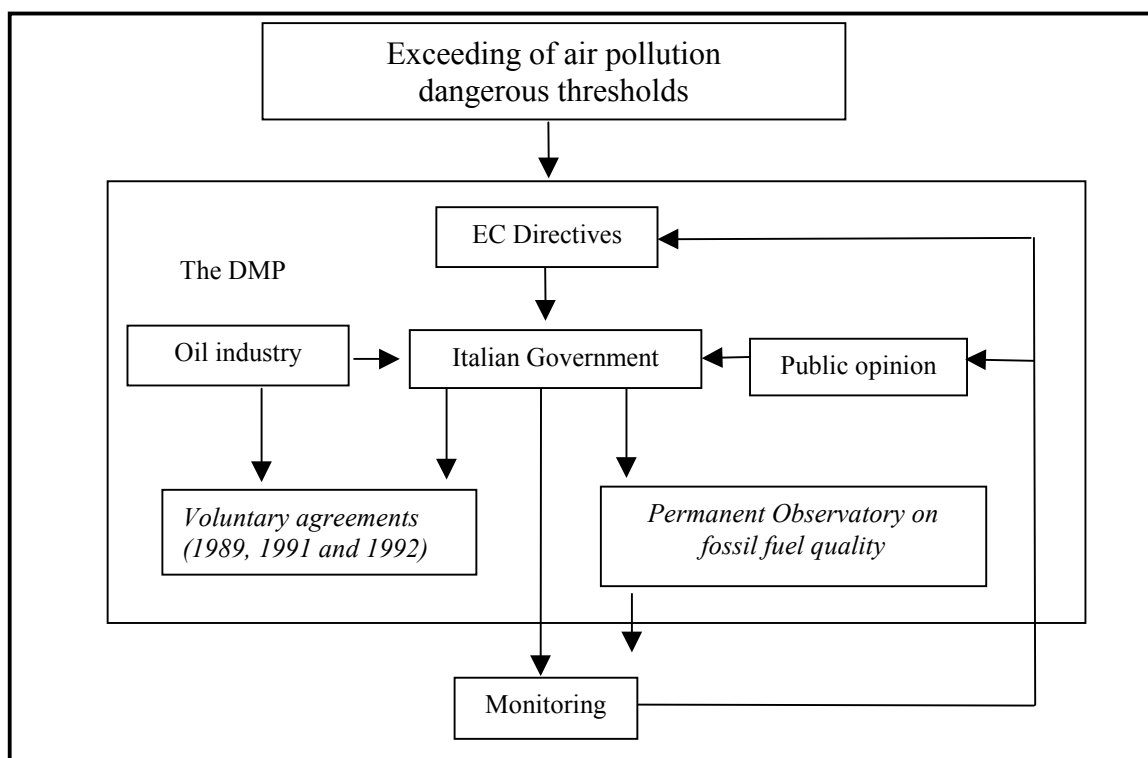 Exceeding of air pollution
dangerous thresholds
EC Directives
The DMP
Oil industry
Italian Government
Public opinion
Voluntary agreements
(1989, 1991 and 1992)
Permanent Observatory on
fossil fuel quality
Monitoring